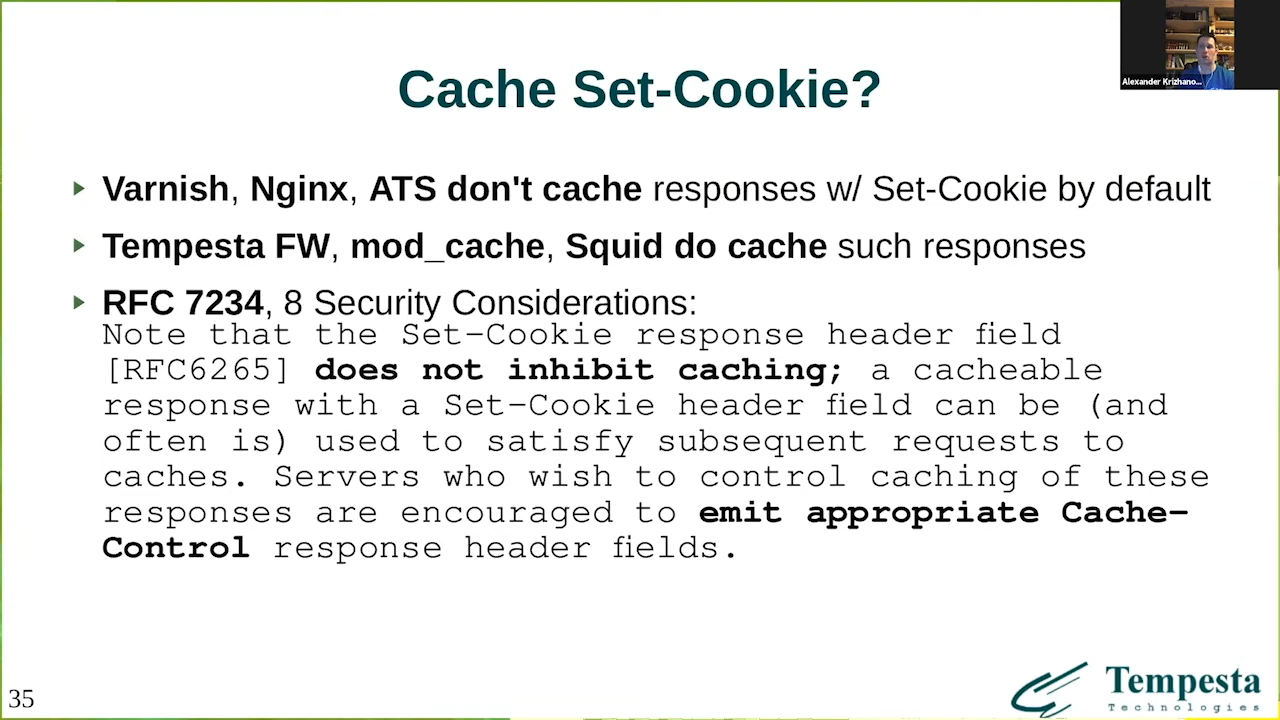 Alexander Krizhano...
Cache Set-Cookie?
Varnish, Nginx, ATS don't cache responses w/ Set-Cookie by default
Tempesta FW, mod_cache, Squid do cache such responses
RFC 7234, 8 Security Considerations:
Note that the Set-Cookie response header field
[RFC6265] does not inhibit caching; a cacheable
response with a Set-Cookie header field can be (and
often is) used to satisfy subsequent requests to
caches. Servers who wish to control caching of these
responses are encouraged to emit appropriate Cache-
Control response header fields.
35
Tempesta
Technologies